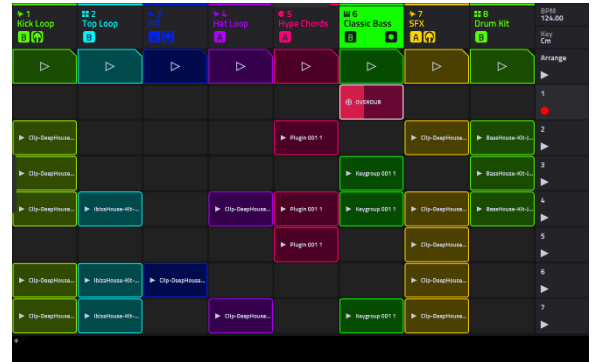 1
Kick Loop
B
2
Top Loop
B
3
Fill
A
4
Hat Loop
A
5
Hype Chords
A
6
Classic Bass
B
7
SFX
A
8
Drum Kit
B
BPM
124.00
Key
Cm
Arrange
OVERDUB
1
Clip-DeepHouse... Plugin 001 1 Clip-DeepHouse... BassHouse-Kit-...
2
Clip-DeepHouse... Keygroup 001 1 BassHouse-Kit-...
3
Clip-DeepHouse... IbizaHouse-Kit-... Clip-DeepHouse... Plugin 001 1 Keygroup 001 1 Clip-DeepHouse... BassHouse-Kit-...
4
Plugin 001 1 Clip-DeepHouse...
5
Clip-DeepHouse... IbizaHouse-Kit-... Clip-DeepHouse... Clip-DeepHouse...
6
Clip-DeepHouse... IbizaHouse-Kit-... Clip-DeepHouse... Keygroup 001 1 Clip-DeepHouse...
7